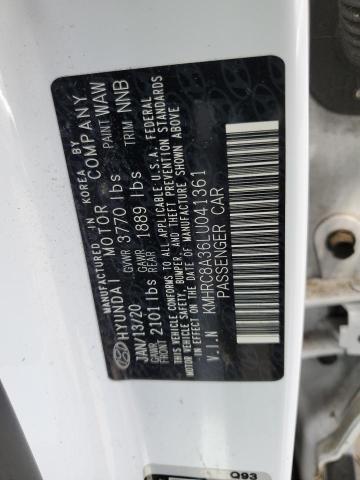 MANUFACTURED IN KOREA BY
HYUNDAI MOTOR COMPANY
JAN/13/20 GVWR 3770 lbs PAINT WAW
GAWR FRONT 2101 lbs GAWR REAR 1889 lbs TRIM NNB
THIS VEHICLE CONFORMS TO ALL APPLICABLE U.S.A. FEDERAL
MOTOR VEHICLE SAFETY, BUMPER, AND THEFT PREVENTION
STANDARDS IN EFFECT ON THE DATE OF MANUFACTURE
SHOWN ABOVE.
V.I.N KMHRC8A36LU041361
PASSENGER CAR
Q93